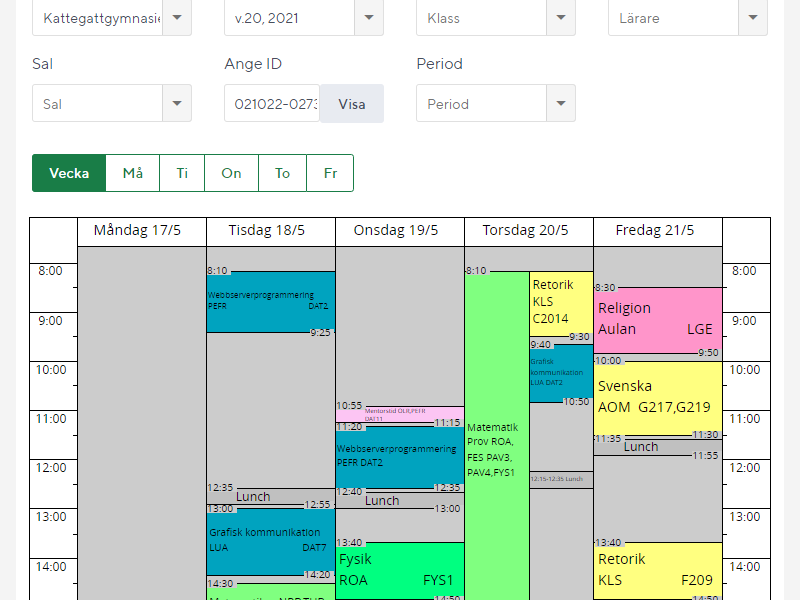 Kattegattgymnasie
v.20, 2021
Klass
Lärare
Sal
Ange ID
Period
Sal
021022-0273
Visa
Period
Vecka
Må
Ti
On
To
Fr
Måndag 17/5
Tisdag 18/5
Onsdag 19/5
Torsdag 20/5
Fredag 21/5
8:00
9:00
10:00
11:00
12:00
13:00
14:00
8:10
Webbserverprogrammering
PEFR DAT2
9:25
12:35
Lunch
12:55
13:00
Grafisk kommunikation
LUA DAT7
14:20
14:30
10:55
Mentorstid OLR,PEFR
DAT11
11:15
11:20
Webbserverprogrammering
PEFR DAT2
12:35
12:40
Lunch
13:00
13:40
Fysik
ROA FYS1
14:50
8:10
Matematik
Prov ROA,
FES PAV3,
PAV4,FYS1
Retorik
KLS
C2014
9:30
9:40
Grafisk
kommunikation
LUA DAT2
10:50
12:15-12:35 Lunch
8:30
Religion
Aulan LGE
9:50
10:00
Svenska
AOM G217,G219
11:30
11:35
Lunch
11:55
13:40
Retorik
KLS F209
14:50
8:00
9:00
10:00
11:00
12:00
13:00
14:00